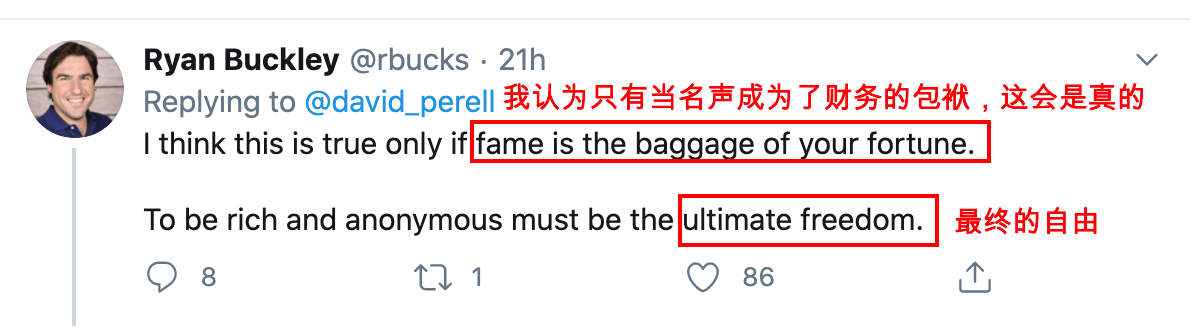 Ryan Buckley @rbucks · 21h
Replying to @david_perell 我认为只有当名声成为了财务的包袱，这会是真的
I think this is true only if fame is the baggage of your fortune.
To be rich and anonymous must be the ultimate freedom. 最终的自由
8 1 86